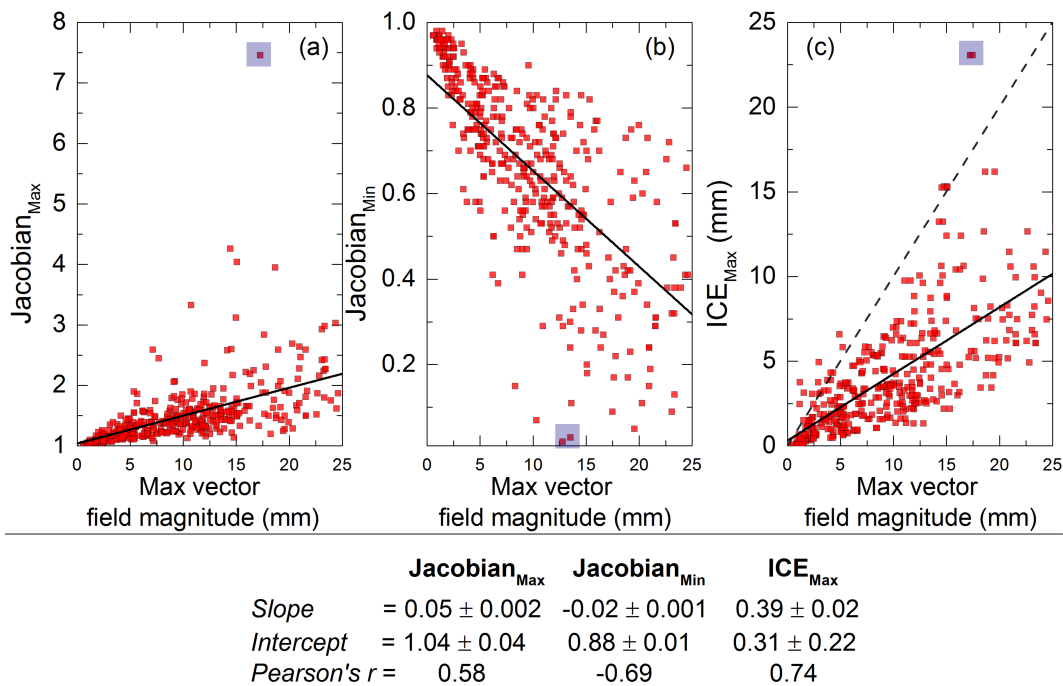 (a)
8
7
6
5
4
3
2
1
Jacobian_Max
0 5 10 15 20 25
Max vector
field magnitude (mm)
(b)
1.0
0.8
0.6
0.4
0.2
Jacobian_Min
0 5 10 15 20 25
Max vector
field magnitude (mm)
(c)
25
20
15
10
5
0
ICE_Max (mm)
0 5 10 15 20 25
Max vector
field magnitude (mm)
Jacobian_Max Jacobian_Min ICE_Max
Slope = 0.05 ± 0.002 -0.02 ± 0.001 0.39 ± 0.02
Intercept = 1.04 ± 0.04 0.88 ± 0.01 0.31 ± 0.22
Pearson's r = 0.58 -0.69 0.74